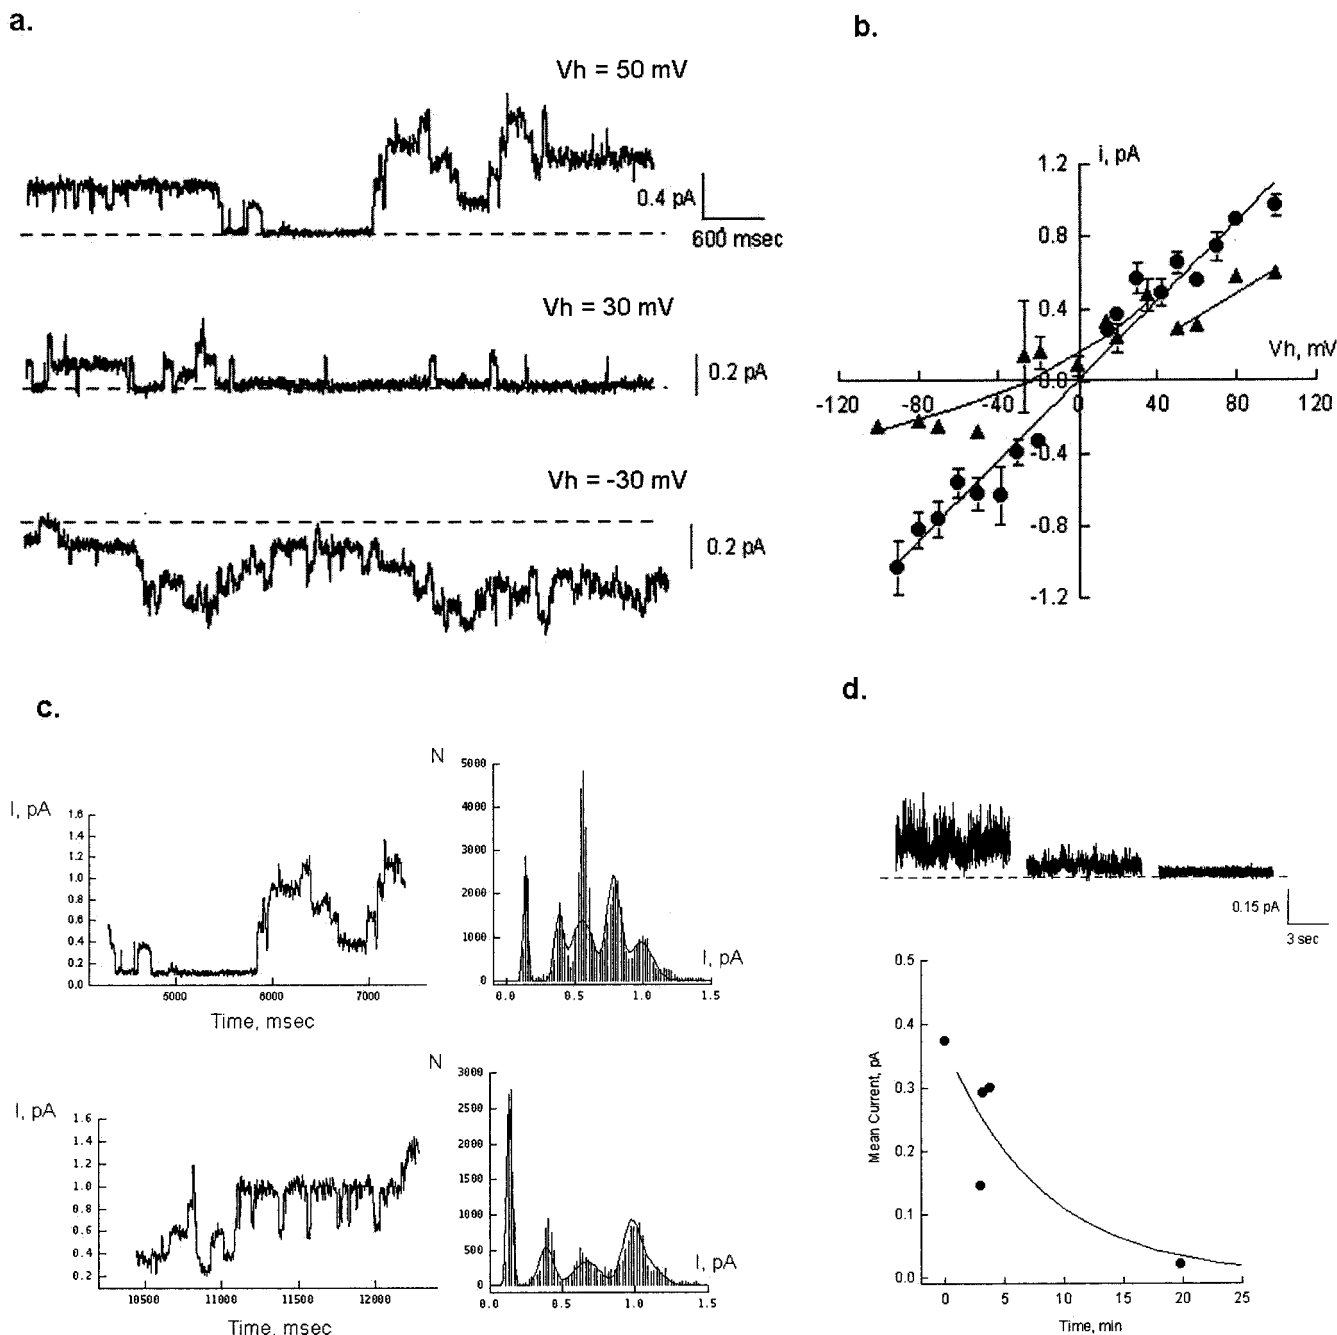 a.
Vh = 50 mV
0.4 pA
600 msec
Vh = 30 mV
0.2 pA
Vh = -30 mV
0.2 pA
b.
i, pA
1.2
0.8
0.4
Vh, mV
0.0
-120 -80 -40 0 40 80 120
-0.4
-0.8
-1.2
c.
I, pA
1.6
1.4
1.2
1.0
0.8
0.6
0.4
0.2
0.0
5000 6000 7000
Time, msec
N
5000
4000
3000
2000
1000
0
I, pA
0.0 0.5 1.0 1.5
I, pA
1.6
1.4
1.2
1.0
0.8
0.6
0.4
0.2
10500 11000 11500 12000
Time, msec
N
3000
2500
2000
1500
1000
500
0
I, pA
0.0 0.5 1.0 1.5
d.
0.15 pA
3 sec
0.5
0.4
0.3
0.2
0.1
0.0
Mean Current, pA
0 5 10 15 20 25
Time, min